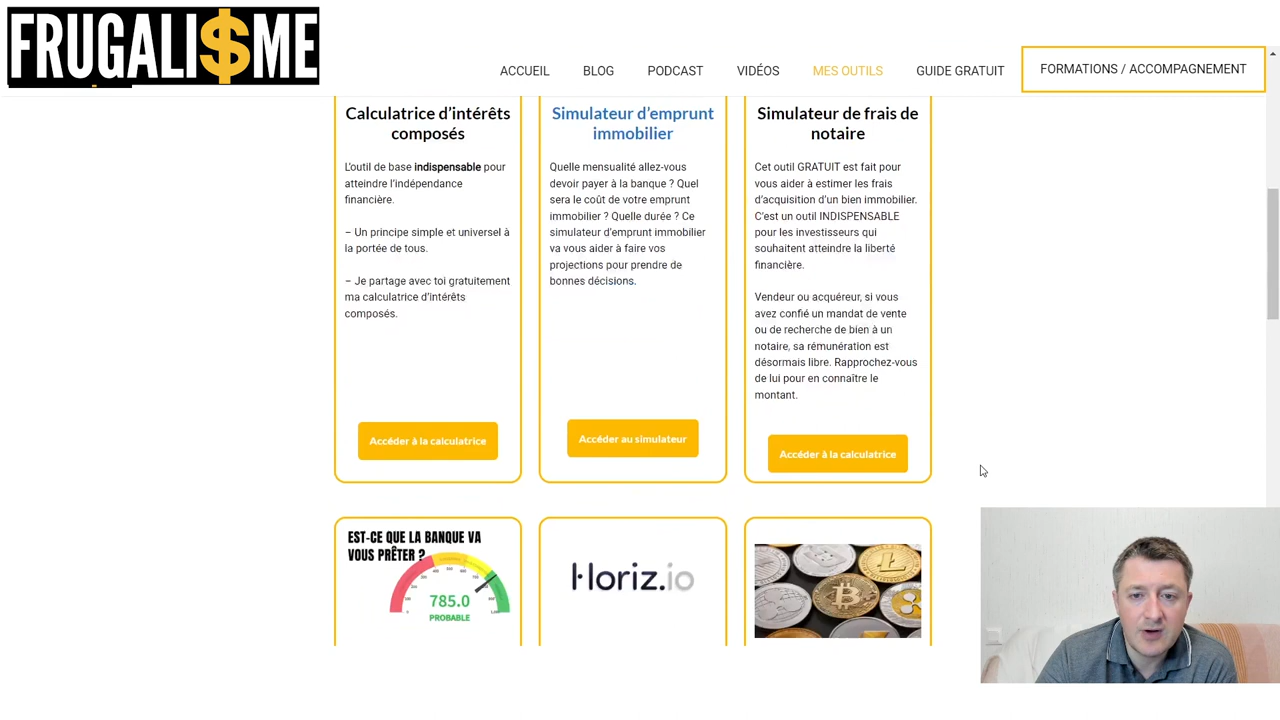 FRUGALI$ME
ACCUEIL
BLOG
PODCAST
VIDÉOS
MES OUTILS
GUIDE GRATUIT
FORMATIONS / ACCOMPAGNEMENT
Calculatrice d’intérêts
composés
L’outil de base indispensable pour
atteindre l’indépendance
financière.
– Un principe simple et universel à
la portée de tous.
– Je partage avec toi gratuitement
ma calculatrice d’intérêts
composés.
Accéder à la calculatrice
Simulateur d’emprunt
immobilier
Quelle mensualité allez-vous
devoir payer à la banque ? Quel
sera le coût de votre emprunt
immobilier ? Quelle durée ? Ce
simulateur d’emprunt immobilier
va vous aider à faire vos
projections pour prendre de
bonnes décisions.
Accéder au simulateur
Simulateur de frais de
notaire
Cet outil GRATUIT est fait pour
vous aider à estimer les frais
d’acquisition d’un bien immobilier.
C’est un outil INDISPENSABLE
pour les investisseurs qui
souhaitent atteindre la liberté
financière.
Vendeur ou acquéreur, si vous
avez confié un mandat de vente
ou de recherche de bien à un
notaire, sa rémunération est
désormais libre. Rapprochez-vous
de lui pour en connaître le
montant.
Accéder à la calculatrice
EST-CE QUE LA BANQUE VA
VOUS PRÊTER ?
785.0
PROBABLE
Horiz.io